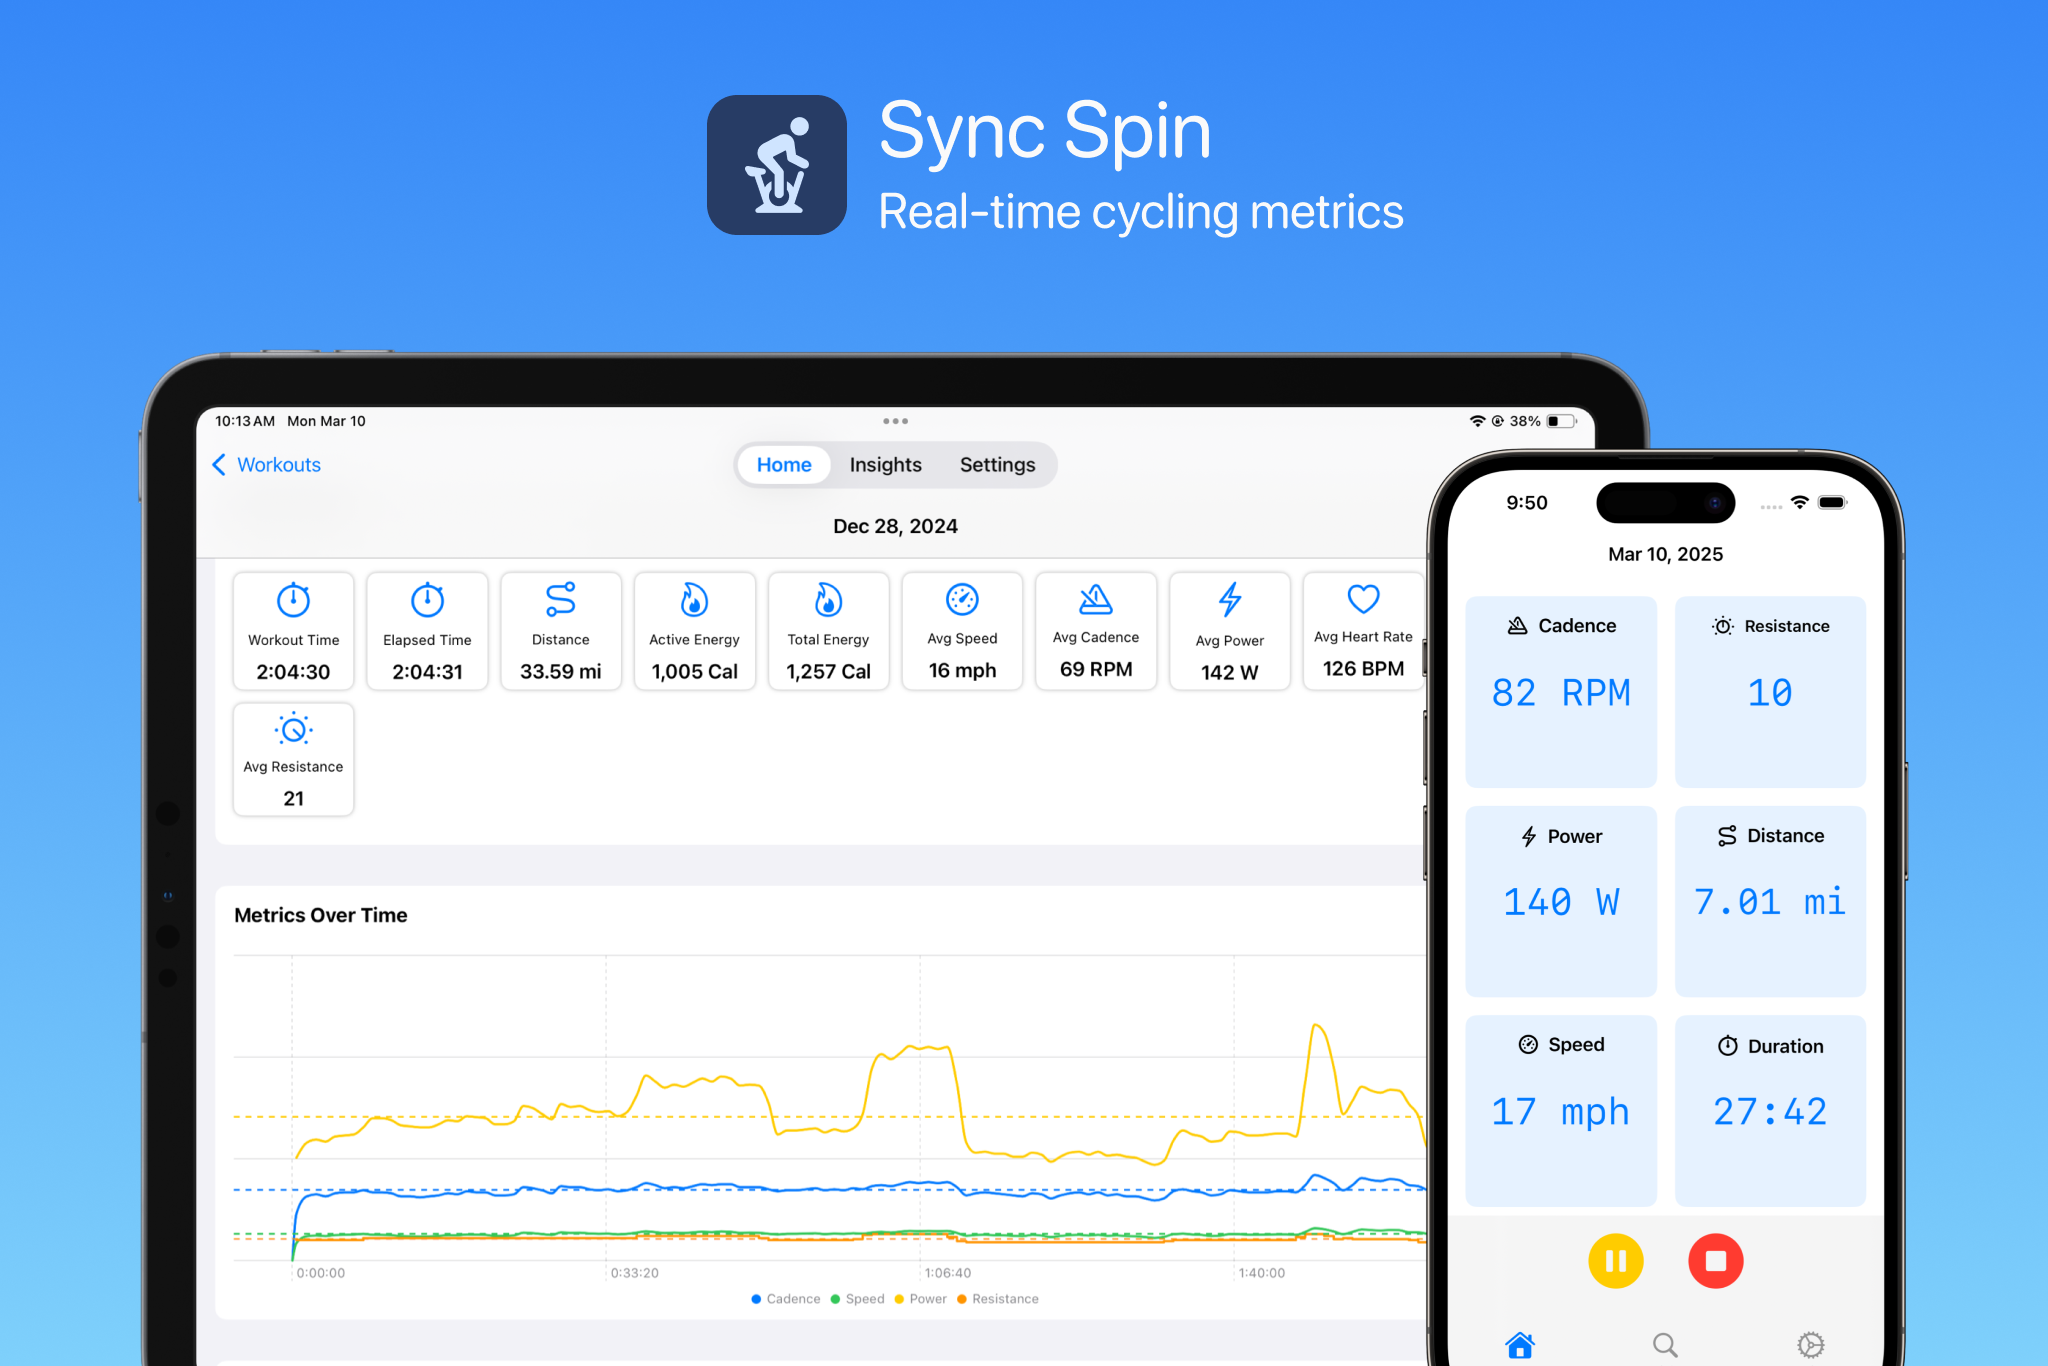 Sync Spin
Real-time cycling metrics
10:13 AM Mon Mar 10
38%
Workouts
Home Insights Settings
Dec 28, 2024
Workout Time
2:04:30
Elapsed Time
2:04:31
Distance
33.59 mi
Active Energy
1,005 Cal
Total Energy
1,257 Cal
Avg Speed
16 mph
Avg Cadence
69 RPM
Avg Power
142 W
Avg Heart Rate
126 BPM
Avg Resistance
21
Metrics Over Time
0:00:00 0:33:20 1:06:40 1:40:00
Cadence Speed Power Resistance
9:50
Mar 10, 2025
Cadence
82 RPM
Resistance
10
Power
140 W
Distance
7.01 mi
Speed
17 mph
Duration
27:42